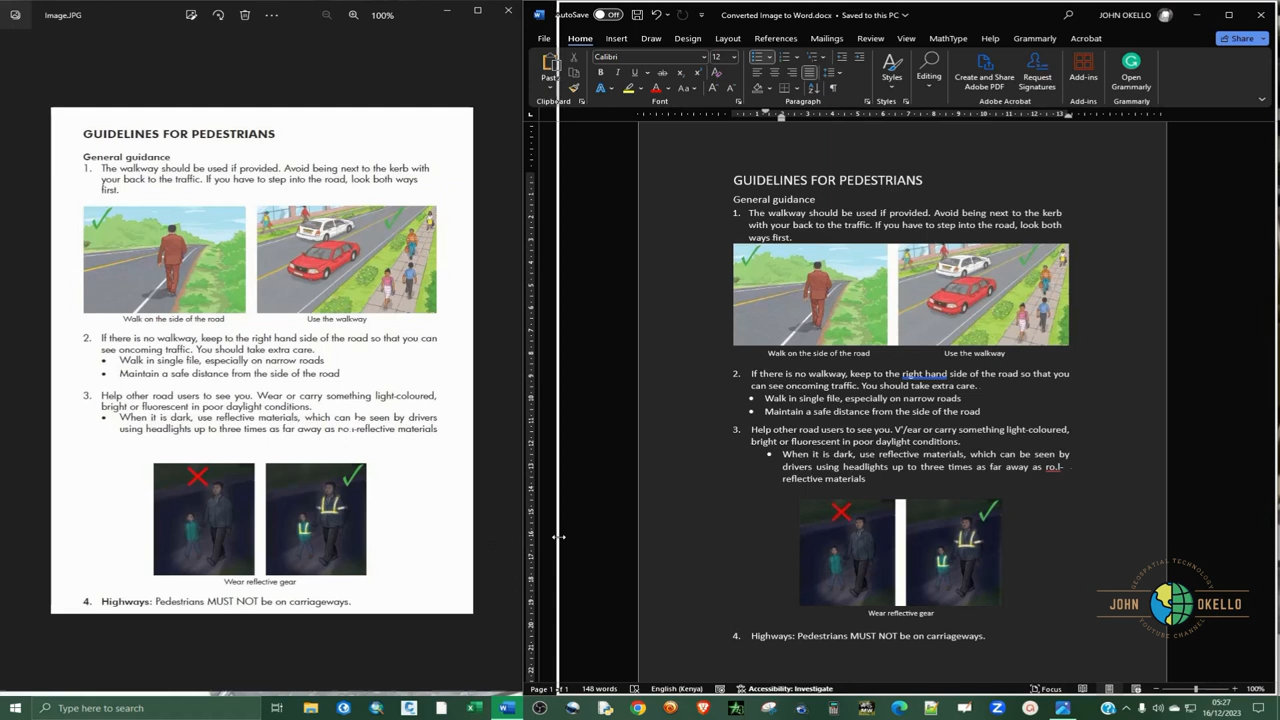 Image.JPG
100%
AutoSave
Off
Converted Image to Word.docx • Saved to this PC
JOHN OKELLO
File
Home
Insert
Draw
Design
Layout
References
Mailings
Review
View
MathType
Help
Grammarly
Acrobat
Share
Calibri
12
Paste
Styles
Editing
Create and Share
Adobe PDF
Request
Signatures
Add-ins
Open
Grammarly
Clipboard
Font
Paragraph
Styles
Adobe Acrobat
Add-ins
Grammarly
GUIDELINES FOR PEDESTRIANS
General guidance
1. The walkway should be used if provided. Avoid being next to the kerb with
your back to the traffic. If you have to step into the road, look both ways
first.
Walk on the side of the road
Use the walkway
2. If there is no walkway, keep to the right hand side of the road so that you can
see oncoming traffic. You should take extra care.
• Walk in single file, especially on narrow roads
• Maintain a safe distance from the side of the road
3. Help other road users to see you. Wear or carry something light-coloured,
bright or fluorescent in poor daylight conditions.
• When it is dark, use reflective materials, which can be seen by drivers
using headlights up to three times as far away as non-reflective materials
Wear reflective gear
4. Highways: Pedestrians MUST NOT be on carriageways.
GUIDELINES FOR PEDESTRIANS
General guidance
1. The walkway should be used if provided. Avoid being next to the kerb
with your back to the traffic. If you have to step into the road, look both
ways first.
Walk on the side of the road
Use the walkway
2. If there is no walkway, keep to the right hand side of the road so that you
can see oncoming traffic. You should take extra care.
• Walk in single file, especially on narrow roads
• Maintain a safe distance from the side of the road
3. Help other road users to see you. V'/ear or carry something light-coloured,
bright or fluorescent in poor daylight conditions.
• When it is dark, use reflective materials, which can be seen by
drivers using headlights up to three times as far away as ro.l-
reflective materials
Wear reflective gear
4. Highways: Pedestrians MUST NOT be on carriageways.
GEOSPATIAL TECHNOLOGY
JOHN OKELLO
YOUTUBE CHANNEL
Page 1 of 1
148 words
English (Kenya)
Accessibility: Investigate
Focus
100%
Type here to search
05:27
16/12/2023